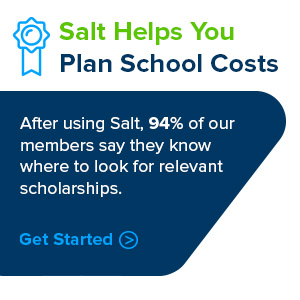 Salt Helps You
Plan School Costs
After using Salt, 94% of our
members say they know
where to look for relevant
scholarships.
Get Started